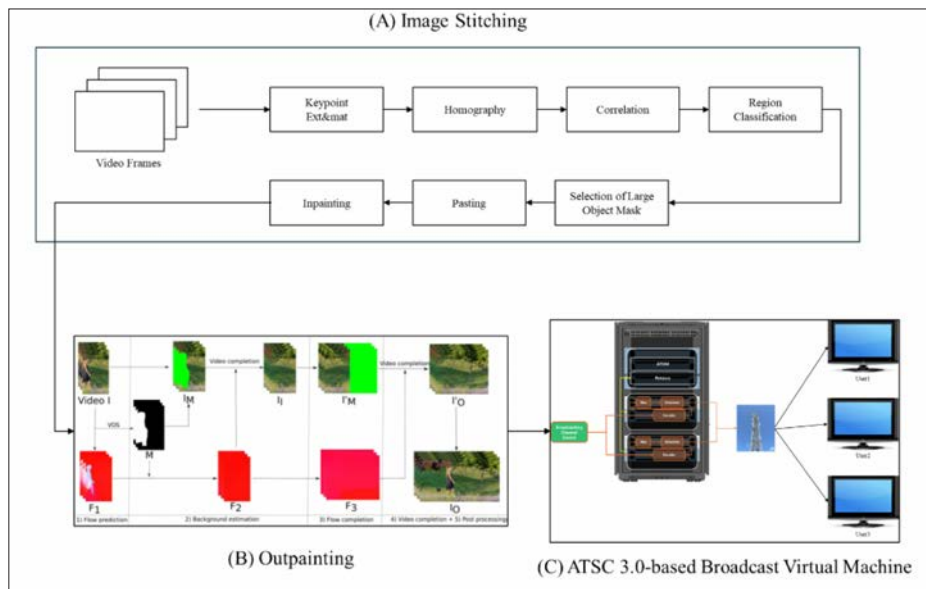 (A) Image Stitching
Video Frames
Keypoint
Ext&mat
Homography
Correlation
Region
Classification
Inpainting
Pasting
Selection of Large
Object Mask
Video I
VOS
M
I_M
Video completion
I_I
I'_M
Video completion
I'_O
F_1
F_2
F_3
I_O
1) Flow prediction
2) Background estimation
3) Flow completion
4) Video completion + 5) Post processing
(B) Outpainting
User1
User2
User3
(C) ATSC 3.0-based Broadcast Virtual Machine